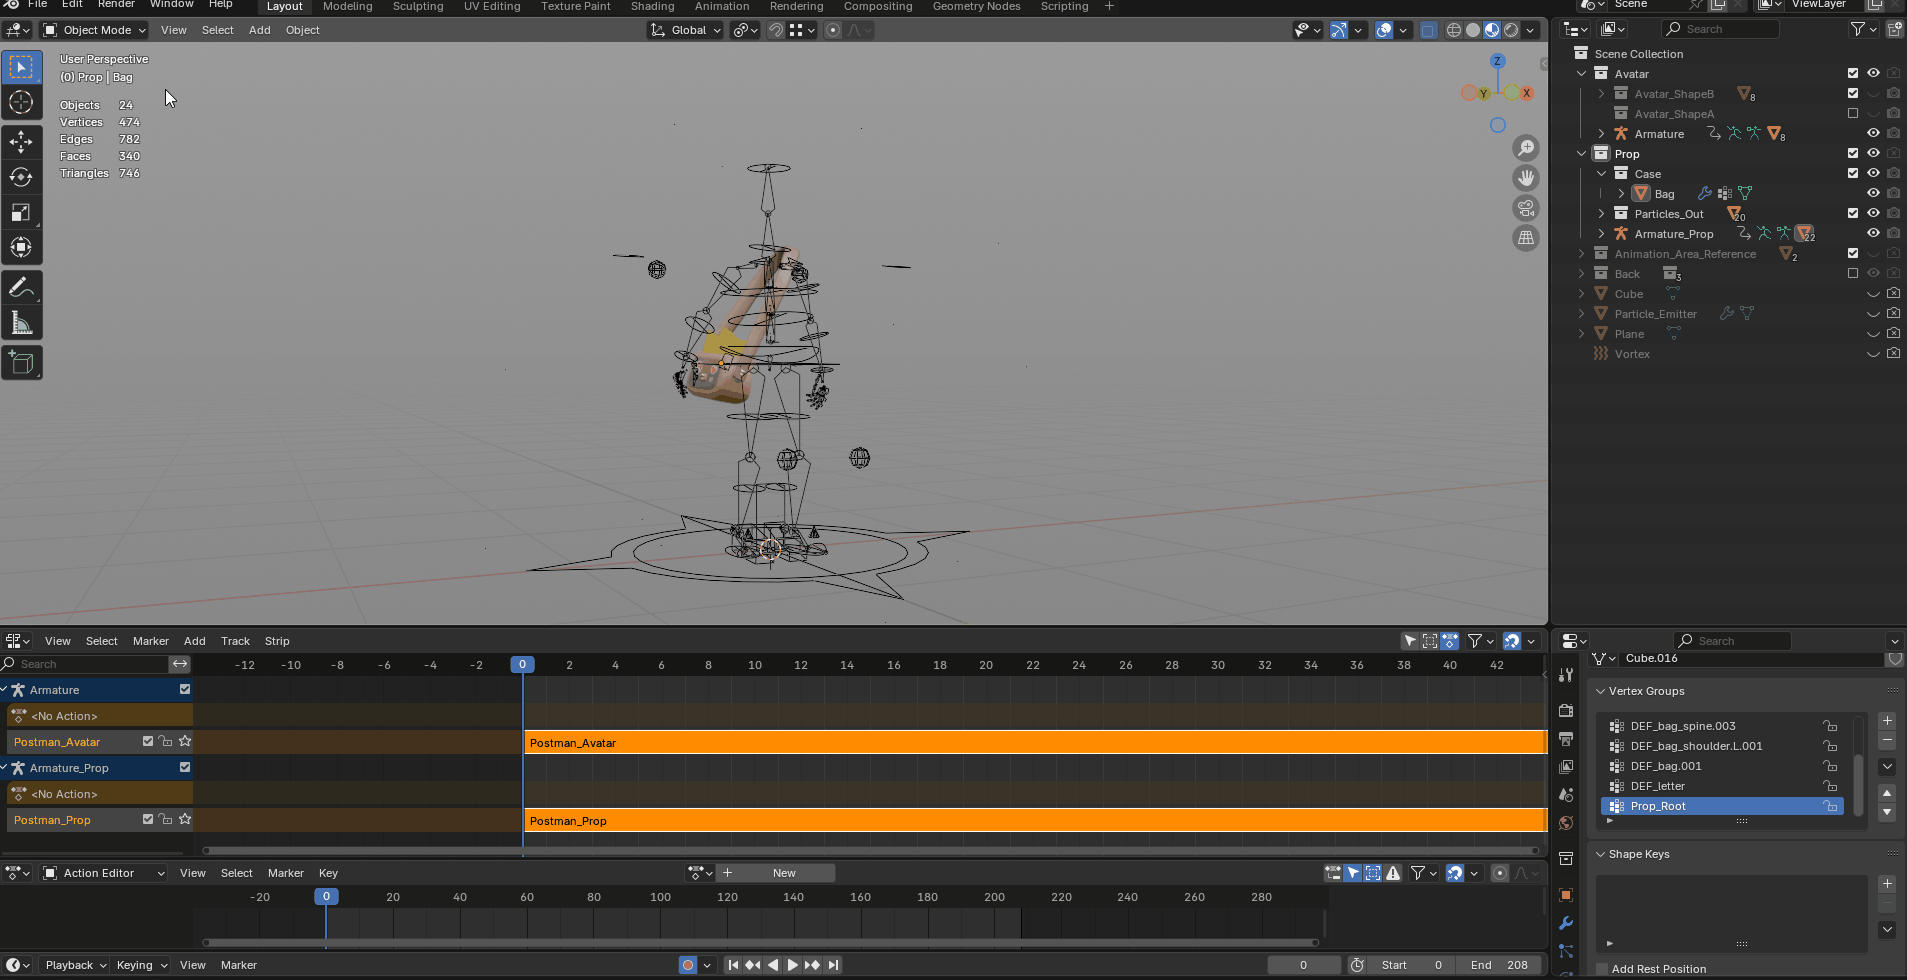 File Edit Render Window Help Layout Modeling Sculpting UV Editing Texture Paint Shading Animation Rendering Compositing Geometry Nodes Scripting + Scene ViewLayer
Object Mode View Select Add Object Global Search
User Perspective
(0) Prop | Bag
Objects 24
Vertices 474
Edges 782
Faces 340
Triangles 746
Z
Y
X
Scene Collection
Avatar
Avatar_ShapeB 8
Avatar_ShapeA
Armature 8
Prop
Case
Bag
Particles_Out 20
Armature_Prop 22
Animation_Area_Reference 2
Back 3
Cube
Particle_Emitter
Plane
Vortex
View Select Marker Add Track Strip
Search -12 -10 -8 -6 -4 -2 0 2 4 6 8 10 12 14 16 18 20 22 24 26 28 30 32 34 36 38 40 42
Armature
<No Action>
Postman_Avatar Postman_Avatar
Armature_Prop
<No Action>
Postman_Prop Postman_Prop
Action Editor View Select Marker Key + New
-20 0 20 40 60 80 100 120 140 160 180 200 220 240 260 280
Playback Keying View Marker 0 Start 0 End 208
Search
Cube.016
Vertex Groups
DEF_bag_spine.003
DEF_bag_shoulder.L.001
DEF_bag.001
DEF_letter
Prop_Root
Shape Keys
Add Rest Position